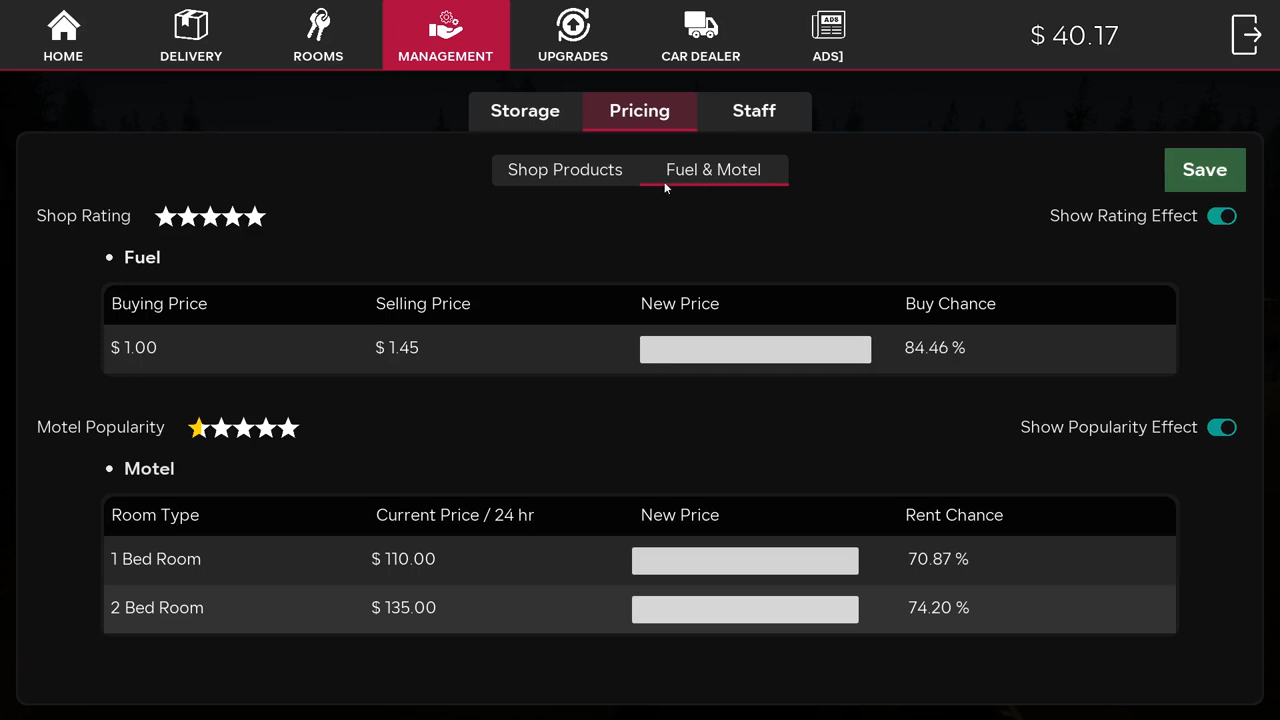 HOME
DELIVERY
ROOMS
MANAGEMENT
UPGRADES
CAR DEALER
ADS
ADS]
$ 40.17
Storage
Pricing
Staff
Shop Products
Fuel & Motel
Save
Shop Rating
Show Rating Effect
• Fuel
Buying Price Selling Price New Price Buy Chance
$ 1.00 $ 1.45 84.46 %
Motel Popularity
Show Popularity Effect
• Motel
Room Type Current Price / 24 hr New Price Rent Chance
1 Bed Room $ 110.00 70.87 %
2 Bed Room $ 135.00 74.20 %